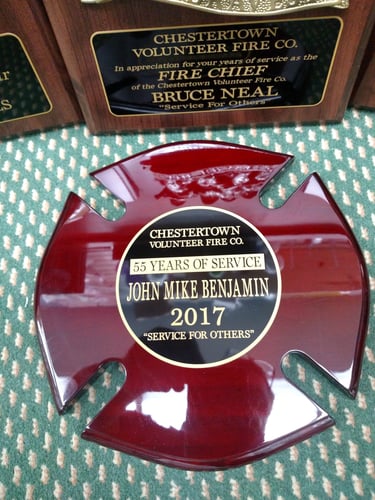 CHESTERTOWN
VOLUNTEER FIRE CO.
In appreciation for your years of service as the
FIRE CHIEF
of the Chestertown Volunteer Fire Co.
BRUCE NEAL
"Service For Others"
CHESTERTOWN
VOLUNTEER FIRE CO.
55 YEARS OF SERVICE
JOHN MIKE BENJAMIN
2017
"SERVICE FOR OTHERS"